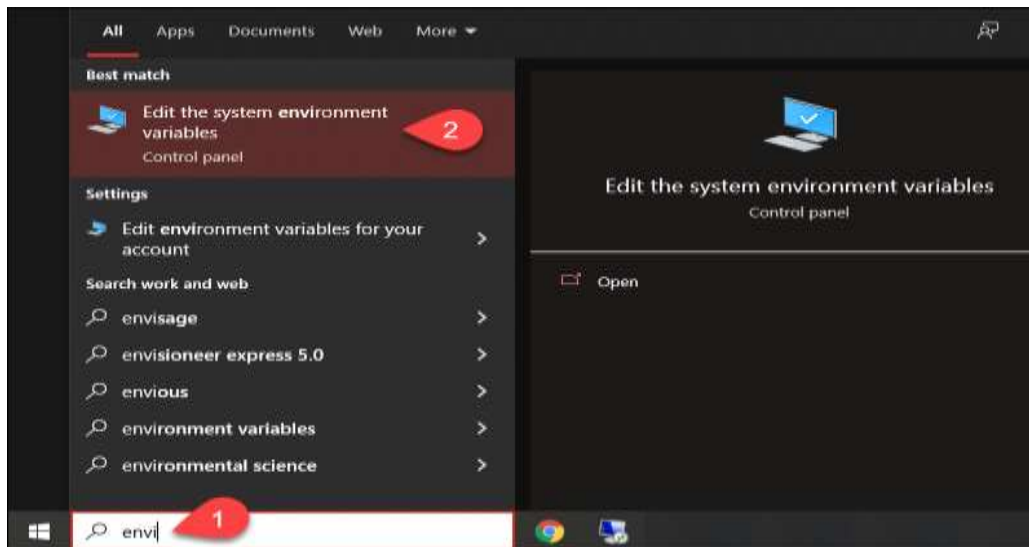 All Apps Documents Web More
Best match
Edit the system environment
variables
Control panel
2
Settings
Edit environment variables for your
account
Search work and web
envisage
envisioneer express 5.0
envious
environment variables
environmental science
envi
1
Edit the system environment variables
Control panel
Open